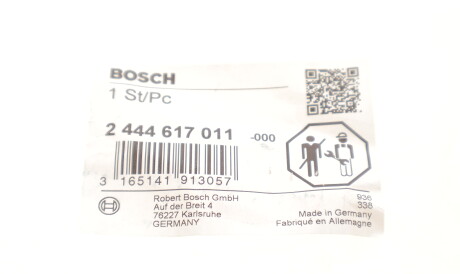 BOSCH
1 St/Pc
2 444 617 011 -000
3 165141 913057
Robert Bosch GmbH
Auf der Breit 4
76227 Karlsruhe
GERMANY
936
338
Made in Germany
Fabriqué en Allemagne